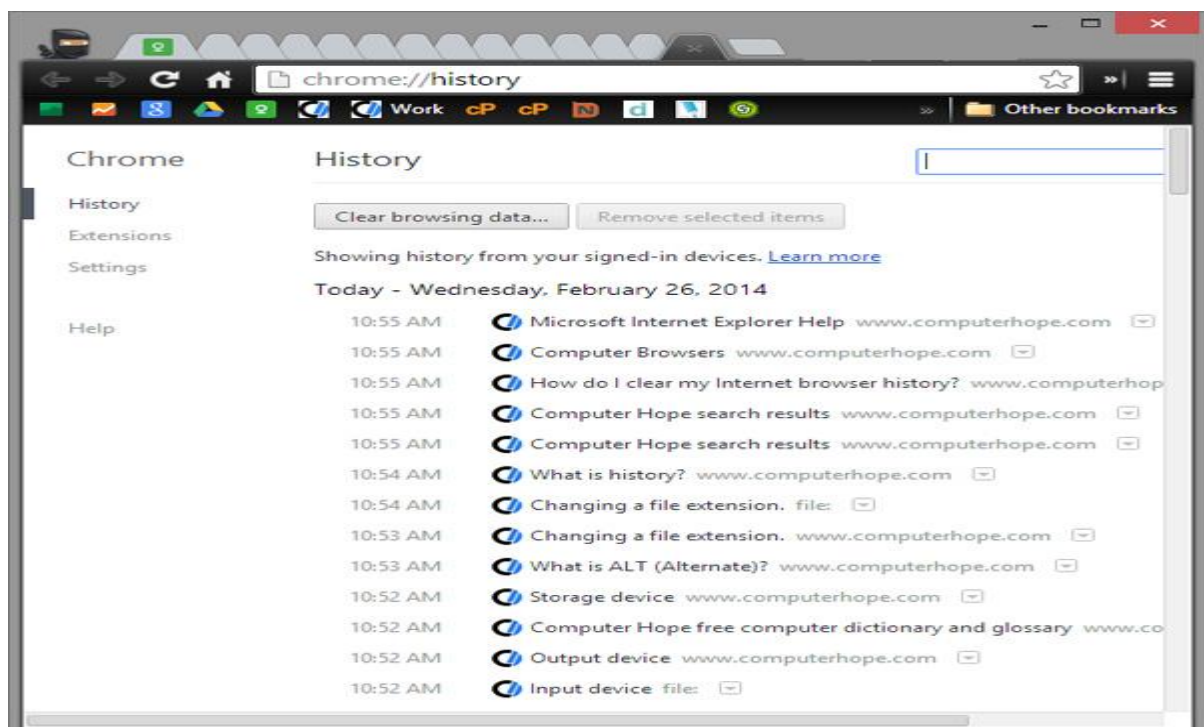 chrome://history
Work cP cP Other bookmarks
Chrome
History
Extensions
Settings
Help
History
Clear browsing data...
Remove selected items
Showing history from your signed-in devices. Learn more
Today - Wednesday, February 26, 2014
10:55 AM Microsoft Internet Explorer Help www.computerhope.com
10:55 AM Computer Browsers www.computerhope.com
10:55 AM How do I clear my Internet browser history? www.computerhop
10:55 AM Computer Hope search results www.computerhope.com
10:55 AM Computer Hope search results www.computerhope.com
10:54 AM What is history? www.computerhope.com
10:54 AM Changing a file extension. file:
10:53 AM Changing a file extension. www.computerhope.com
10:53 AM What is ALT (Alternate)? www.computerhope.com
10:52 AM Storage device www.computerhope.com
10:52 AM Computer Hope free computer dictionary and glossary www.co
10:52 AM Output device www.computerhope.com
10:52 AM Input device file: